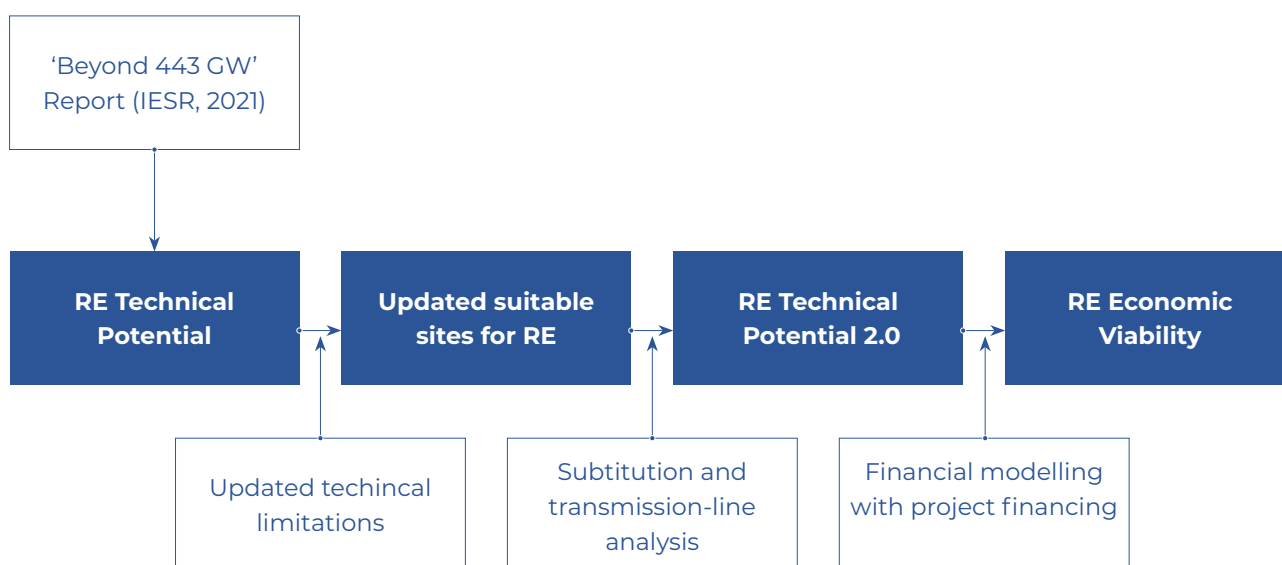 ‘Beyond 443 GW’
Report (IESR, 2021)
RE Technical
Potential
Updated suitable
sites for RE
RE Technical
Potential 2.0
RE Economic
Viability
Updated techincal
limitations
Subtitution and
transmission-line
analysis
Financial modelling
with project financing